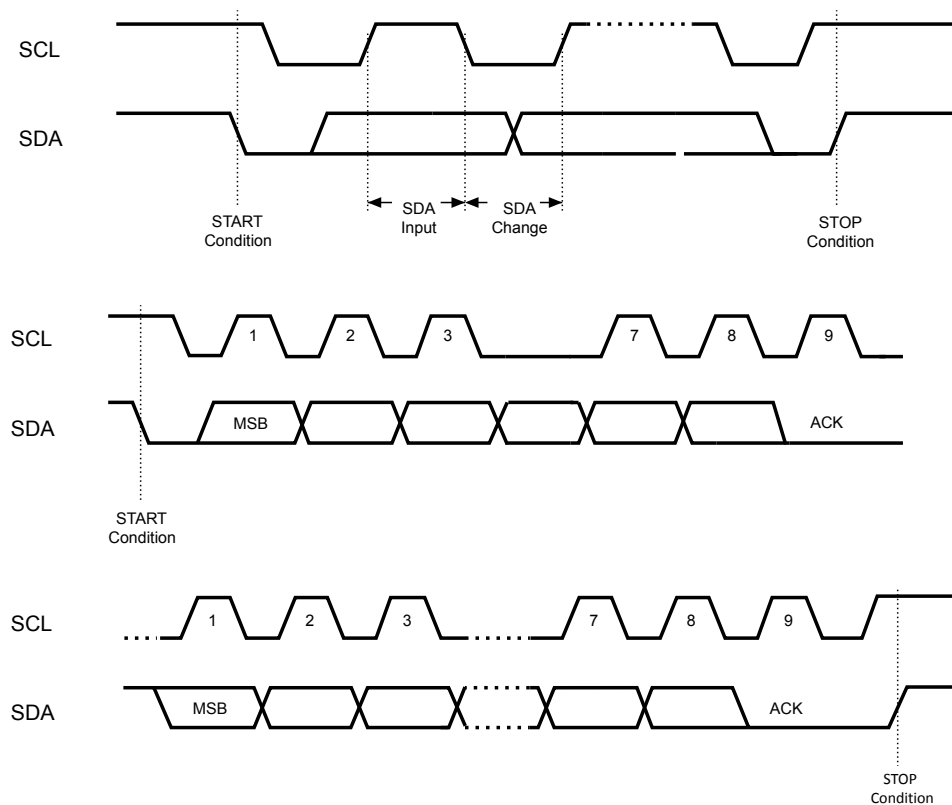 SCL
SDA
START
Condition
SDA
Input
SDA
Change
STOP
Condition
SCL
1
2
3
7
8
9
SDA
MSB
ACK
START
Condition
SCL
1
2
3
7
8
9
SDA
MSB
ACK
STOP
Condition